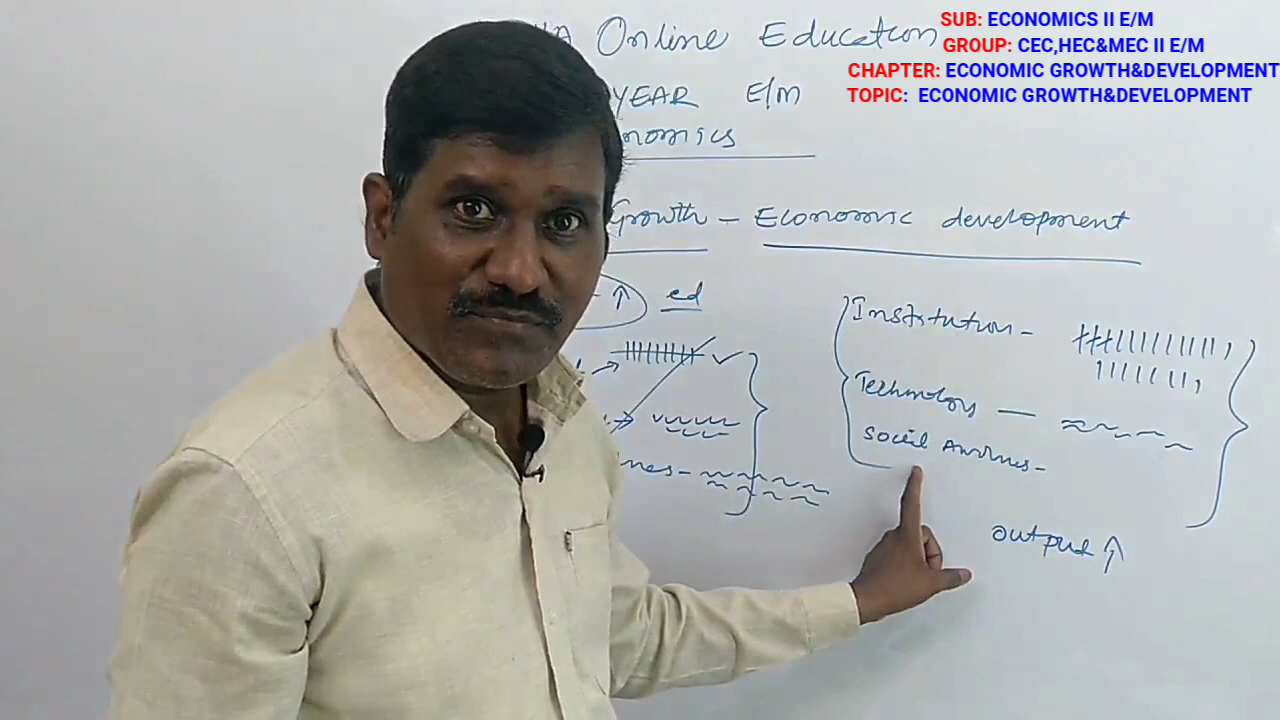 SUB: ECONOMICS II E/M
GROUP: CEC,HEC&MEC II E/M
CHAPTER: ECONOMIC GROWTH&DEVELOPMENT
TOPIC: ECONOMIC GROWTH&DEVELOPMENT
Online Education
YEAR E/M
nomics
Growth - Economic development
↑ ed
Institution -
Technology —
Social
output ↑